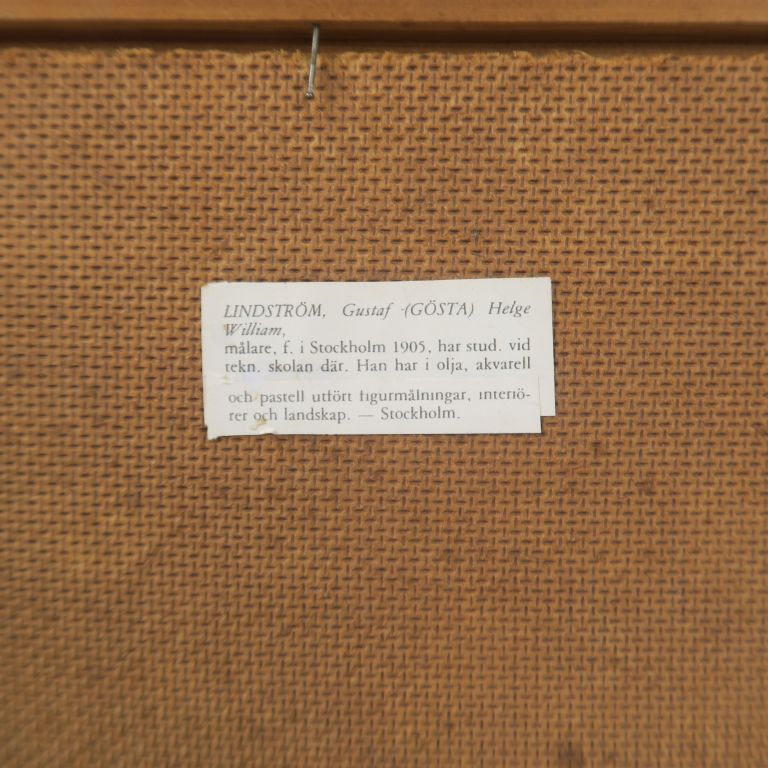 LINDSTRÖM, Gustaf (GÖSTA) Helge
William,
målare, f. i Stockholm 1905, har stud. vid
tekn. skolan där. Han har i olja, akvarell
och pastell utfört figurmålningar, interiö-
rer och landskap. — Stockholm.